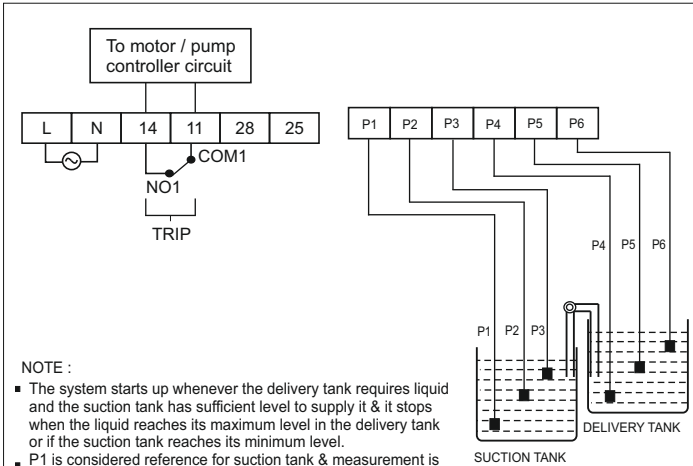 To motor / pump
controller circuit
L N 14 11 28 25
COM1
NO1
TRIP
P1 P2 P3 P4 P5 P6
P4 P5 P6
P1 P2 P3
DELIVERY TANK
SUCTION TANK
NOTE :
▪ The system starts up whenever the delivery tank requires liquid
and the suction tank has sufficient level to supply it & it stops
when the liquid reaches its maximum level in the delivery tank
or if the suction tank reaches its minimum level.
▪ P1 is considered reference for suction tank & measurement is